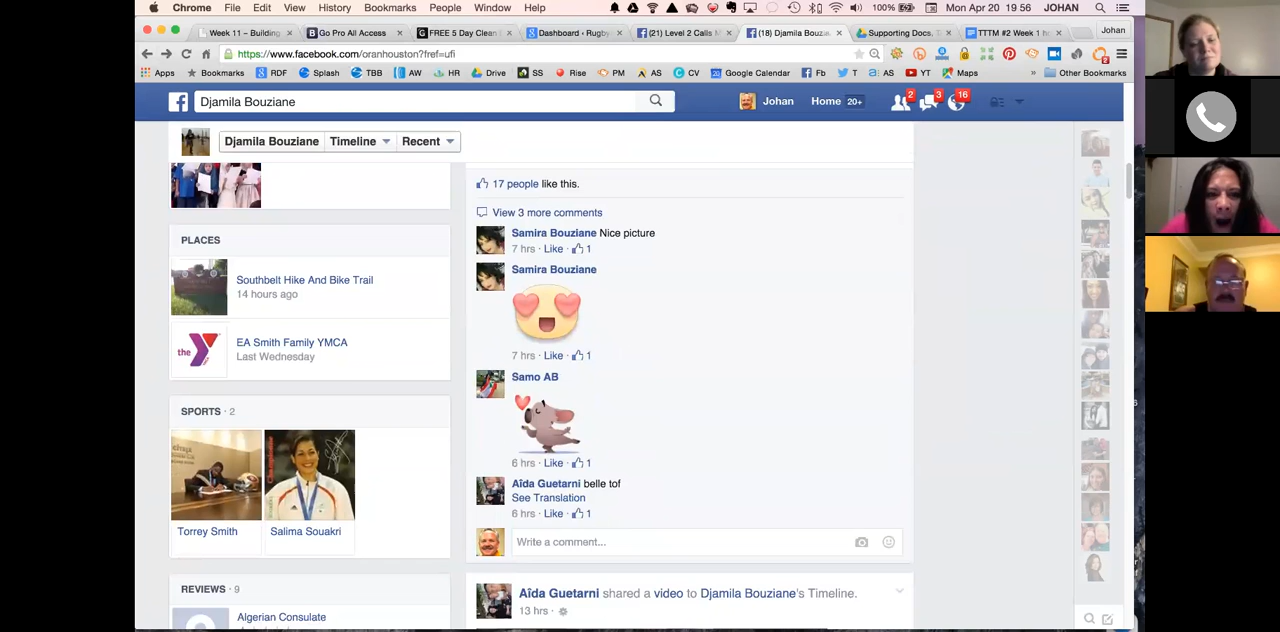 Chrome File Edit View History Bookmarks People Window Help 100% Mon Apr 20 19:56 JOHAN
Week 11 – Building Go Pro All Access FREE 5 Day Clean Dashboard ‹ Rugby (21) Level 2 Calls M (18) Djamila Bouzia Supporting Docs. TTTM #2 Week 1 Johan
https://www.facebook.com/oranhouston?fref=ufi
Apps Bookmarks RDF Splash TBB AW HR Drive SS Rise PM AS CV Google Calendar Fb T AS YT Maps » Other Bookmarks
Djamila Bouziane Johan Home 20+ 2 3 16
Djamila Bouziane Timeline Recent
17 people like this.
View 3 more comments
Samira Bouziane Nice picture
7 hrs · Like · 1
Samira Bouziane
7 hrs · Like · 1
Samo AB
6 hrs · Like · 1
Aïda Guetarni belle tof
See Translation
6 hrs · Like · 1
Write a comment...
Aïda Guetarni shared a video to Djamila Bouziane's Timeline.
13 hrs ·
PLACES
Southbelt Hike And Bike Trail
14 hours ago
the
EA Smith Family YMCA
Last Wednesday
SPORTS · 2
Torrey Smith Salima Souakri
REVIEWS · 9
Algerian Consulate